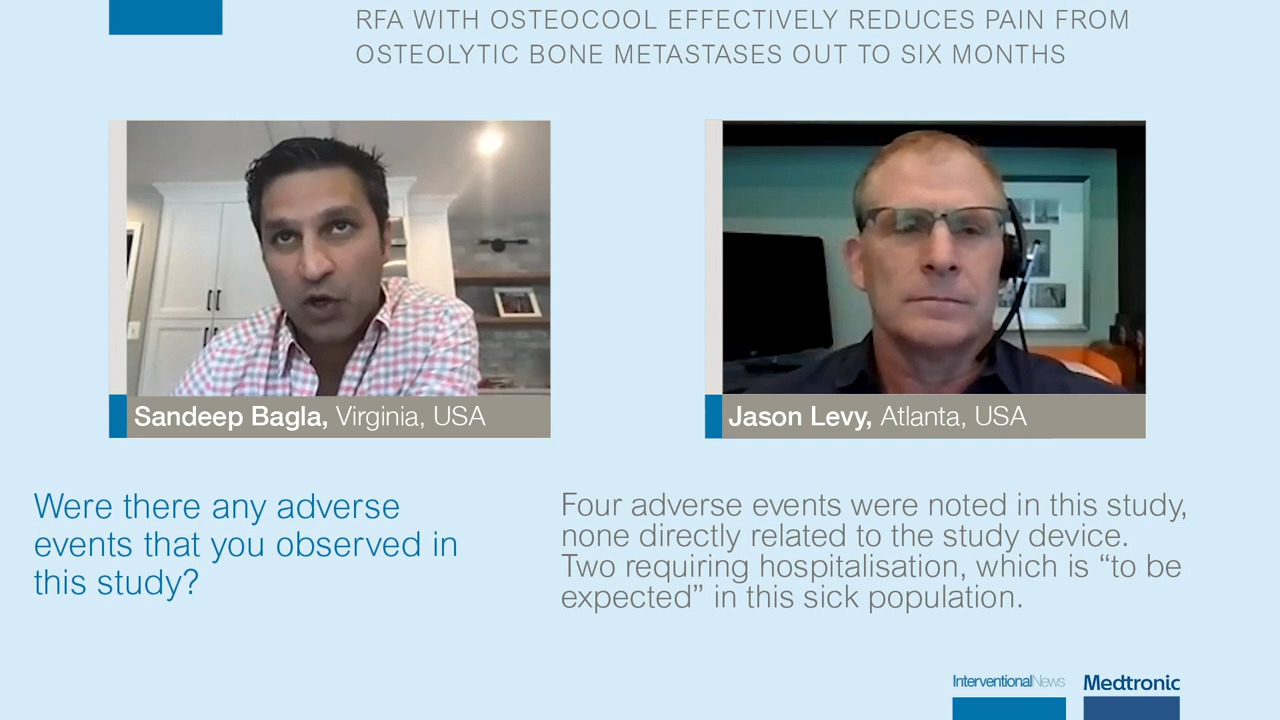 RFA WITH OSTEOCOOL EFFECTIVELY REDUCES PAIN FROM
OSTEOLYTIC BONE METASTASES OUT TO SIX MONTHS
Sandeep Bagla, Virginia, USA
Jason Levy, Atlanta, USA
Were there any adverse
events that you observed in
this study?
Four adverse events were noted in this study,
none directly related to the study device.
Two requiring hospitalisation, which is “to be
expected” in this sick population.
InterventionalNews
Medtronic